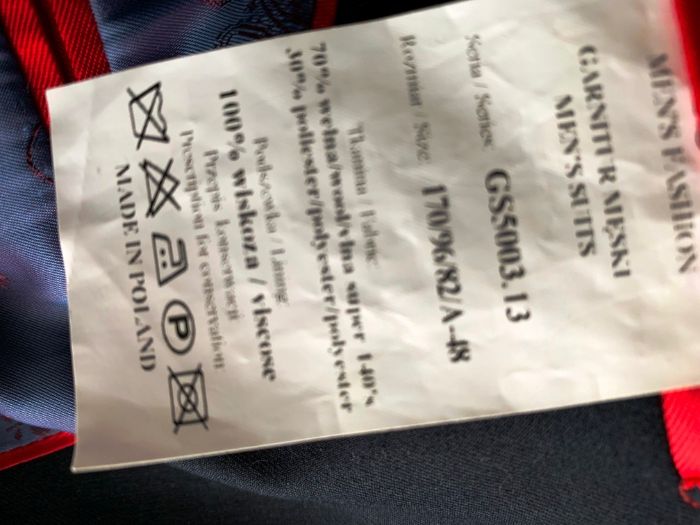 MEN'S FASHION
GARNITUR MĘSKI
MEN'S SUITS
Seria / Series: GS5003.13
Rozmiar / Size: 170/96/82/A-48
Tkanina / Fabric
70% wełna/wool/vlna super 140's
30% poliester/polyester/polyester
Podszewka / Lining
100% wiskoza / viscose
Przepis konserwacji
Prescription for conservation
P
MADE IN POLAND